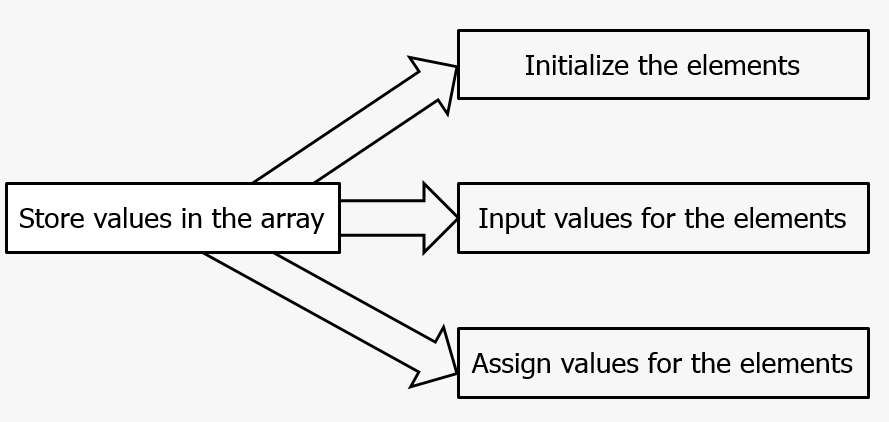 Initialize the elements
Store values in the array
Input values for the elements
Assign values for the elements